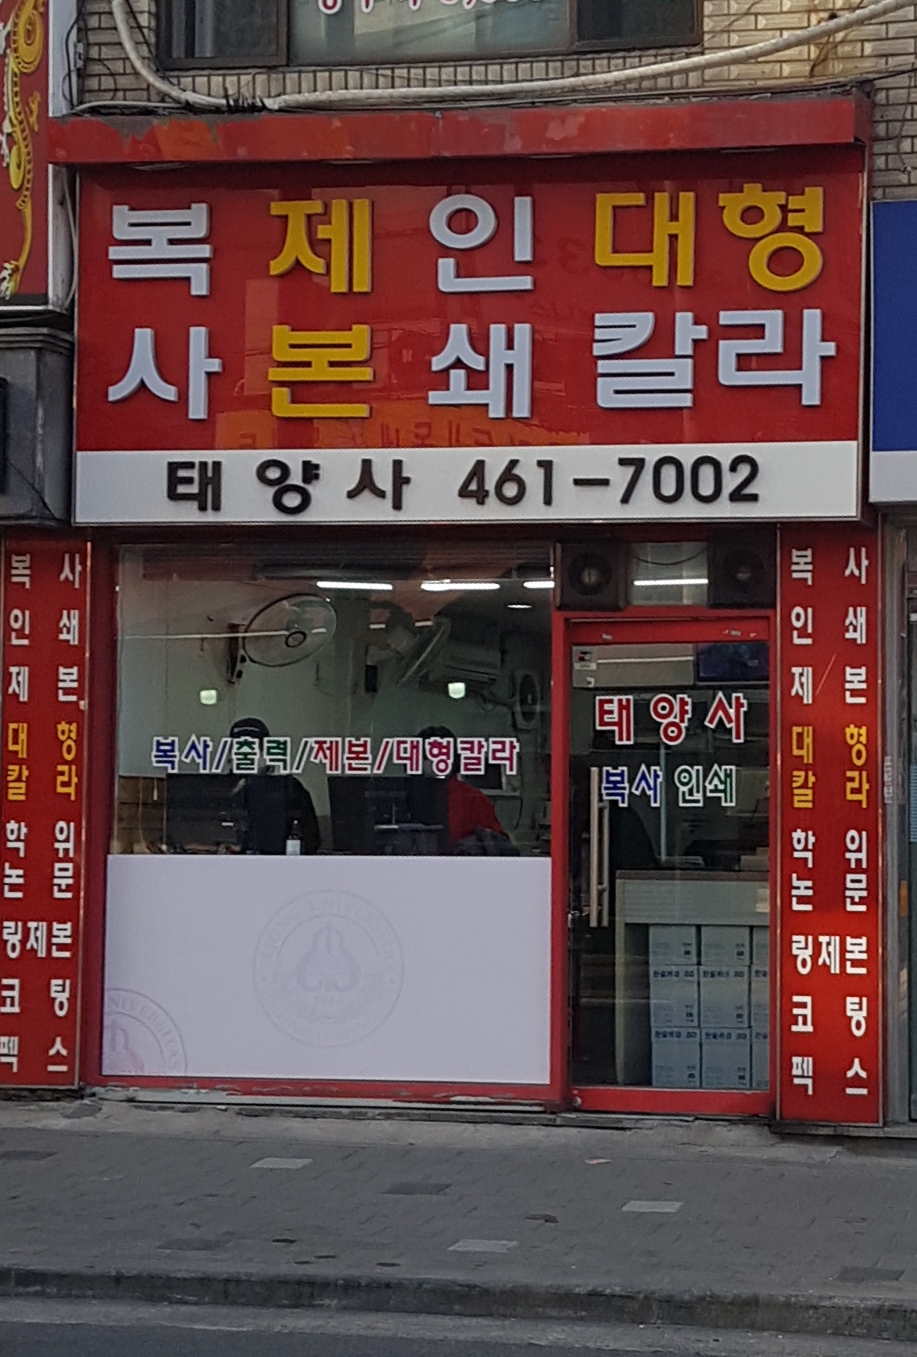 복 제 인 대형
사 본 쇄 칼라
태양사 461-7002
복 사
인 쇄
제 본
대 형
칼 라
학 위
논 문
링제본
코 팅
팩 스
복사/출력/제본/대형칼라
태양사
복사 인쇄
복 사
인 쇄
제 본
대 형
칼 라
학 위
논 문
링제본
코 팅
팩 스